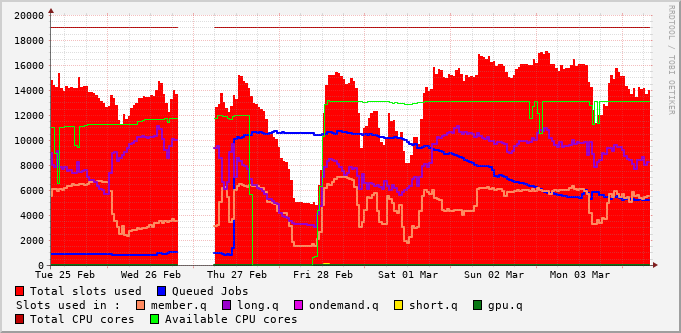 20000
18000
16000
14000
12000
10000
8000
6000
4000
2000
0
Tue 25 Feb Wed 26 Feb Thu 27 Feb Fri 28 Feb Sat 01 Mar Sun 02 Mar Mon 03 Mar
Total slots used Queued Jobs
Slots used in : member.q long.q ondemand.q short.q gpu.q
Total CPU cores Available CPU cores
RRDTOOL / TOBI OETIKER